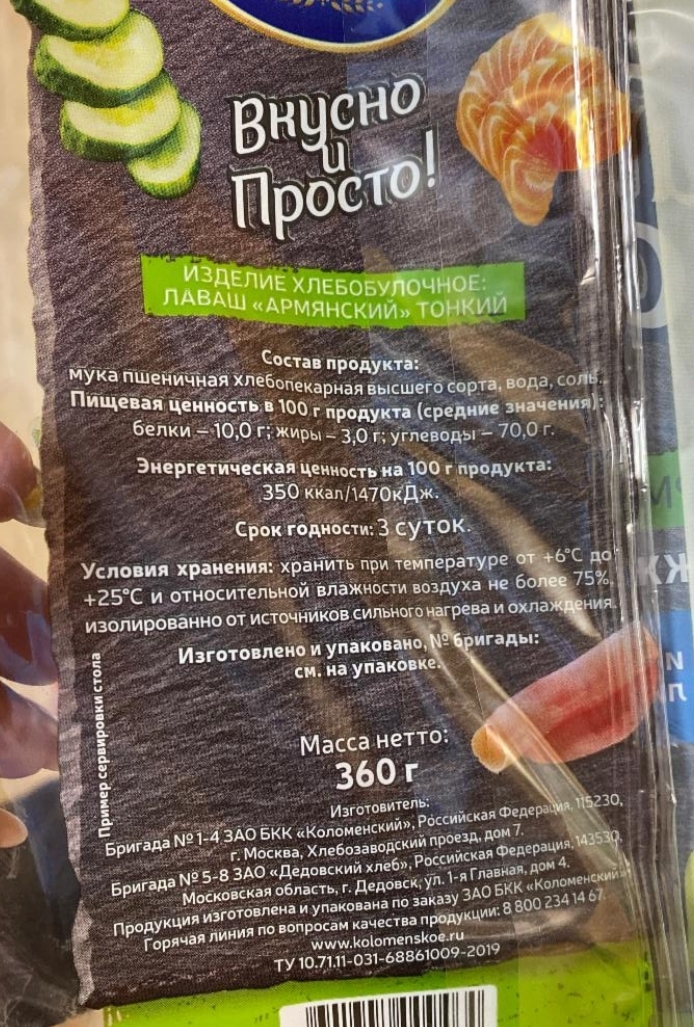 Вкусно
и
Просто!
ИЗДЕЛИЕ ХЛЕБОБУЛОЧНОЕ:
ЛАВАШ «АРМЯНСКИЙ» ТОНКИЙ
Состав продукта:
мука пшеничная хлебопекарная высшего сорта, вода, соль.
Пищевая ценность в 100 г продукта (средние значения):
белки – 10,0 г; жиры – 3,0 г; углеводы – 70,0 г.
Энергетическая ценность на 100 г продукта:
350 ккал/1470кДж.
Срок годности: 3 суток.
Условия хранения: хранить при температуре от +6°С до
+25°С и относительной влажности воздуха не более 75%,
изолированно от источников сильного нагрева и охлаждения.
Изготовлено и упаковано, № бригады:
см. на упаковке.
Пример сервировки стола
Масса нетто:
360 г
Изготовитель:
Бригада № 1-4 ЗАО БКК «Коломенский», Российская Федерация, 115230,
г. Москва, Хлебозаводский проезд, дом 7.
Бригада № 5-8 ЗАО «Дедовский хлеб», Российская Федерация, 143530,
Московская область, г. Дедовск, ул. 1-я Главная, дом 4.
Продукция изготовлена и упакована по заказу ЗАО БКК «Коломенский»
Горячая линия по вопросам качества продукции: 8 800 234 14 67.
www.kolomenskoe.ru
ТУ 10.71.11-031-68861009-2019